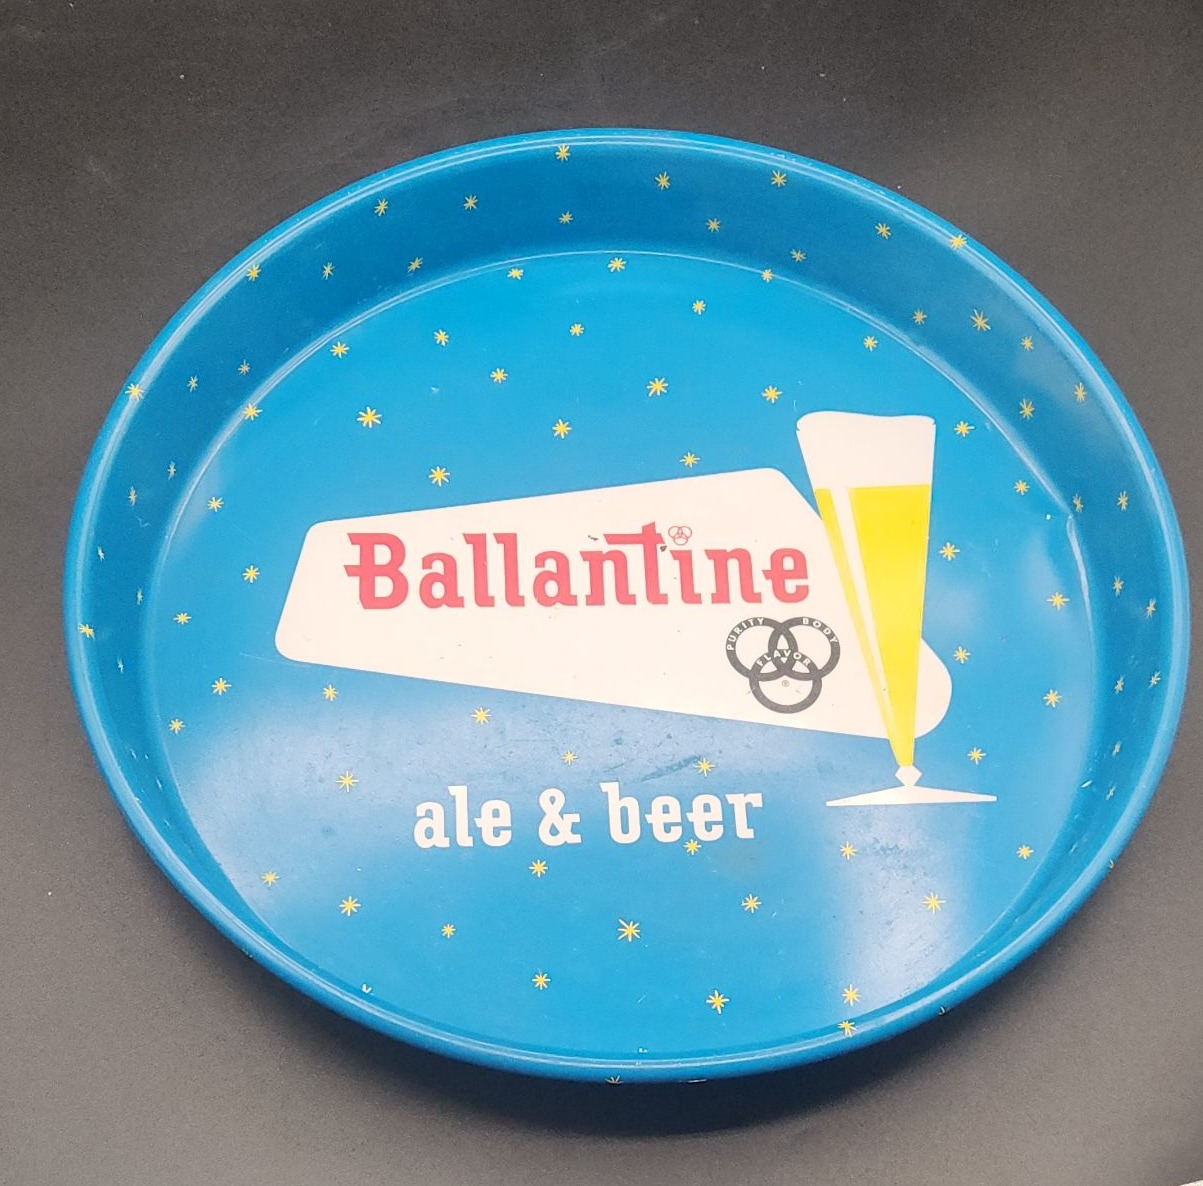 Ballantine
PURITY BODY
FLAVOR
®
ale & beer